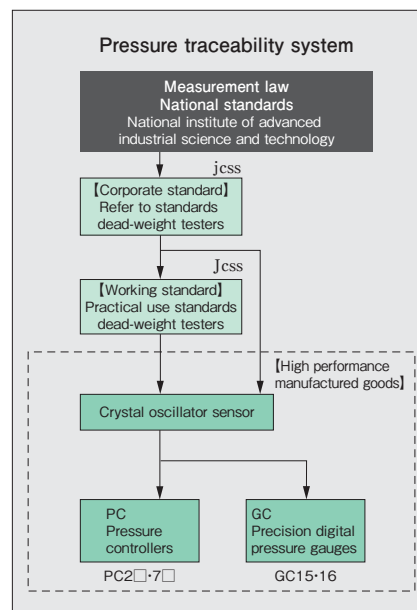 Pressure traceability system
Measurement law
National standards
National institute of advanced
industrial science and technology
jcss
【Corporate standard】
Refer to standards
dead-weight testers
Jcss
【Working standard】
Practical use standards
dead-weight testers
【High performance
manufactured goods】
Crystal oscillator sensor
PC
Pressure
controllers
GC
Precision digital
pressure gauges
PC2□・7□
GC15・16